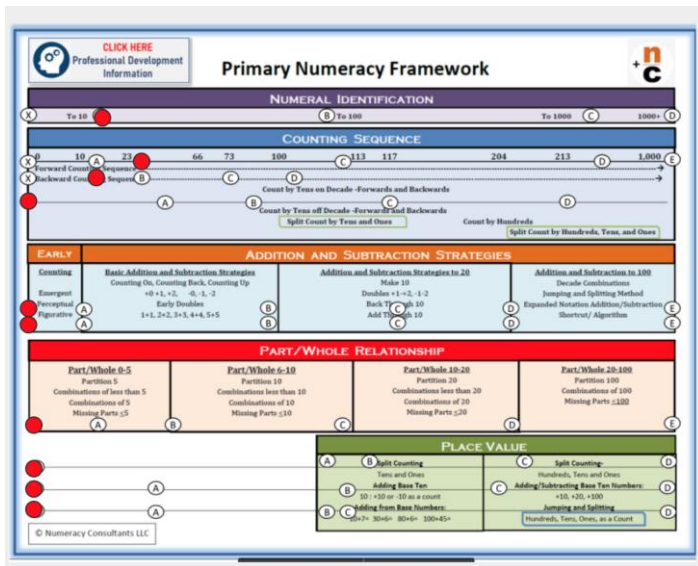 CLICK HERE
Professional Development
Information
Primary Numeracy Framework
+n
c
NUMERAL IDENTIFICATION
X To 10 B To 100 To 1000 C 1000+ D
COUNTING SEQUENCE
X 0 10 A 23 66 73 100 C 113 117 204 213 D 1,000 E
Forward Counting Sequence
X Backward Counting Sequence B C D
Count by Tens on Decade -Forwards and Backwards
A B C D
Count by Tens off Decade -Forwards and Backwards Count by Hundreds
Split Count by Tens and Ones Split Count by Hundreds, Tens, and Ones
EARLY ADDITION AND SUBTRACTION STRATEGIES
Counting Basic Addition and Subtraction Strategies Addition and Subtraction Strategies to 20 Addition and Subtraction to 100
Counting On, Counting Back, Counting Up Make 10 Decade Combinations
Emergent +0 +1, +2, -0, -1, -2 Doubles +1-+2, -1-2 Jumping and Splitting Method
Perceptual A Early Doubles B Back Through 10 C D Expanded Notation Addition/Subtraction E
Figurative A 1+1, 2+2, 3+3, 4+4, 5+5 B Add Through 10 C D Shortcut/ Algorithm E
PART/WHOLE RELATIONSHIP
Part/Whole 0-5 Part/Whole 6-10 Part/Whole 10-20 Part/Whole 20-100
Partition 5 Partition 10 Partition 20 Partition 100
Combinations of less than 5 Combinations less than 10 Combinations less than 20 Combinations of 100
Combinations of 5 Combinations of 10 Combinations of 20 Missing Parts ≤100
Missing Parts ≤5 Missing Parts ≤10 Missing Parts ≤20
A B C D E
PLACE VALUE
A B Split Counting C Split Counting- D
Tens and Ones Hundreds, Tens and Ones
A B Adding Base Ten C Adding/Subtracting Base Ten Numbers: D
10 : +10 or -10 as a count +10, +20, +100
A B C Adding from Base Numbers: Jumping and Splitting D
10+7= 30+6= 80+6= 100+45= Hundreds, Tens, Ones, as a Count
© Numeracy Consultants LLC